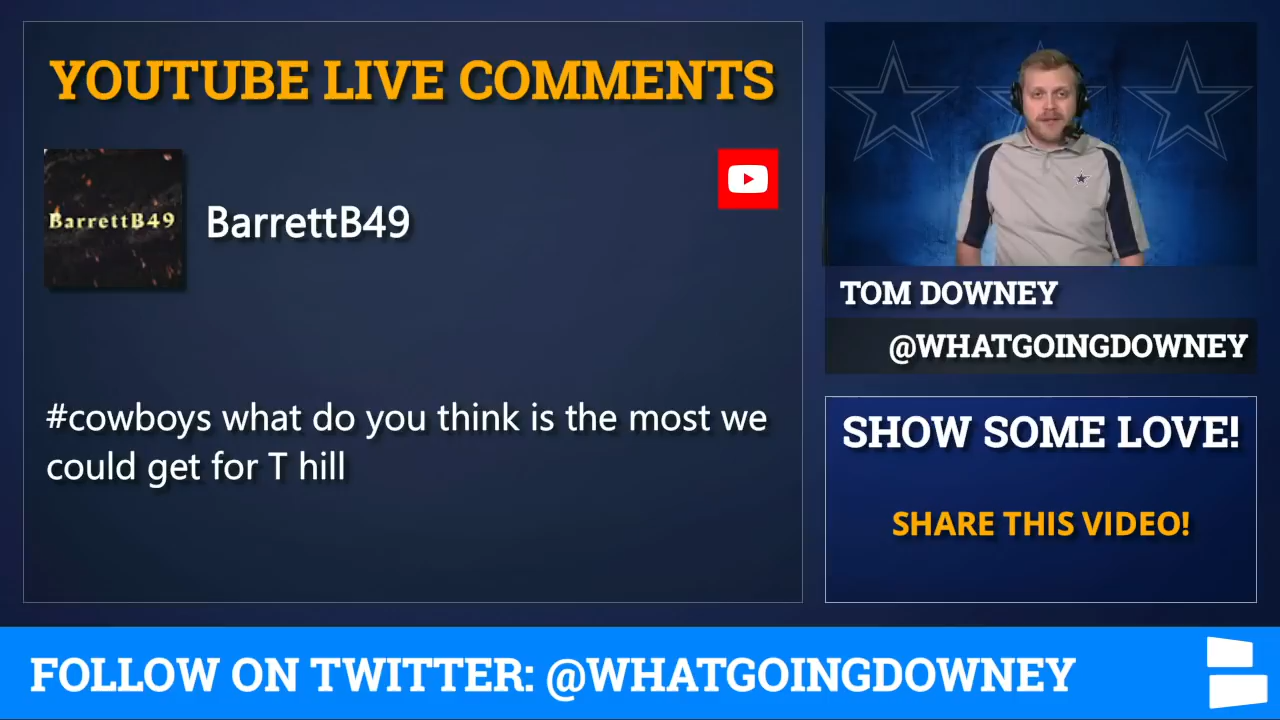 YOUTUBE LIVE COMMENTS
BarrettB49
BarrettB49
#cowboys what do you think is the most we
could get for T hill
TOM DOWNEY
@WHATGOINGDOWNEY
SHOW SOME LOVE!
SHARE THIS VIDEO!
FOLLOW ON TWITTER: @WHATGOINGDOWNEY